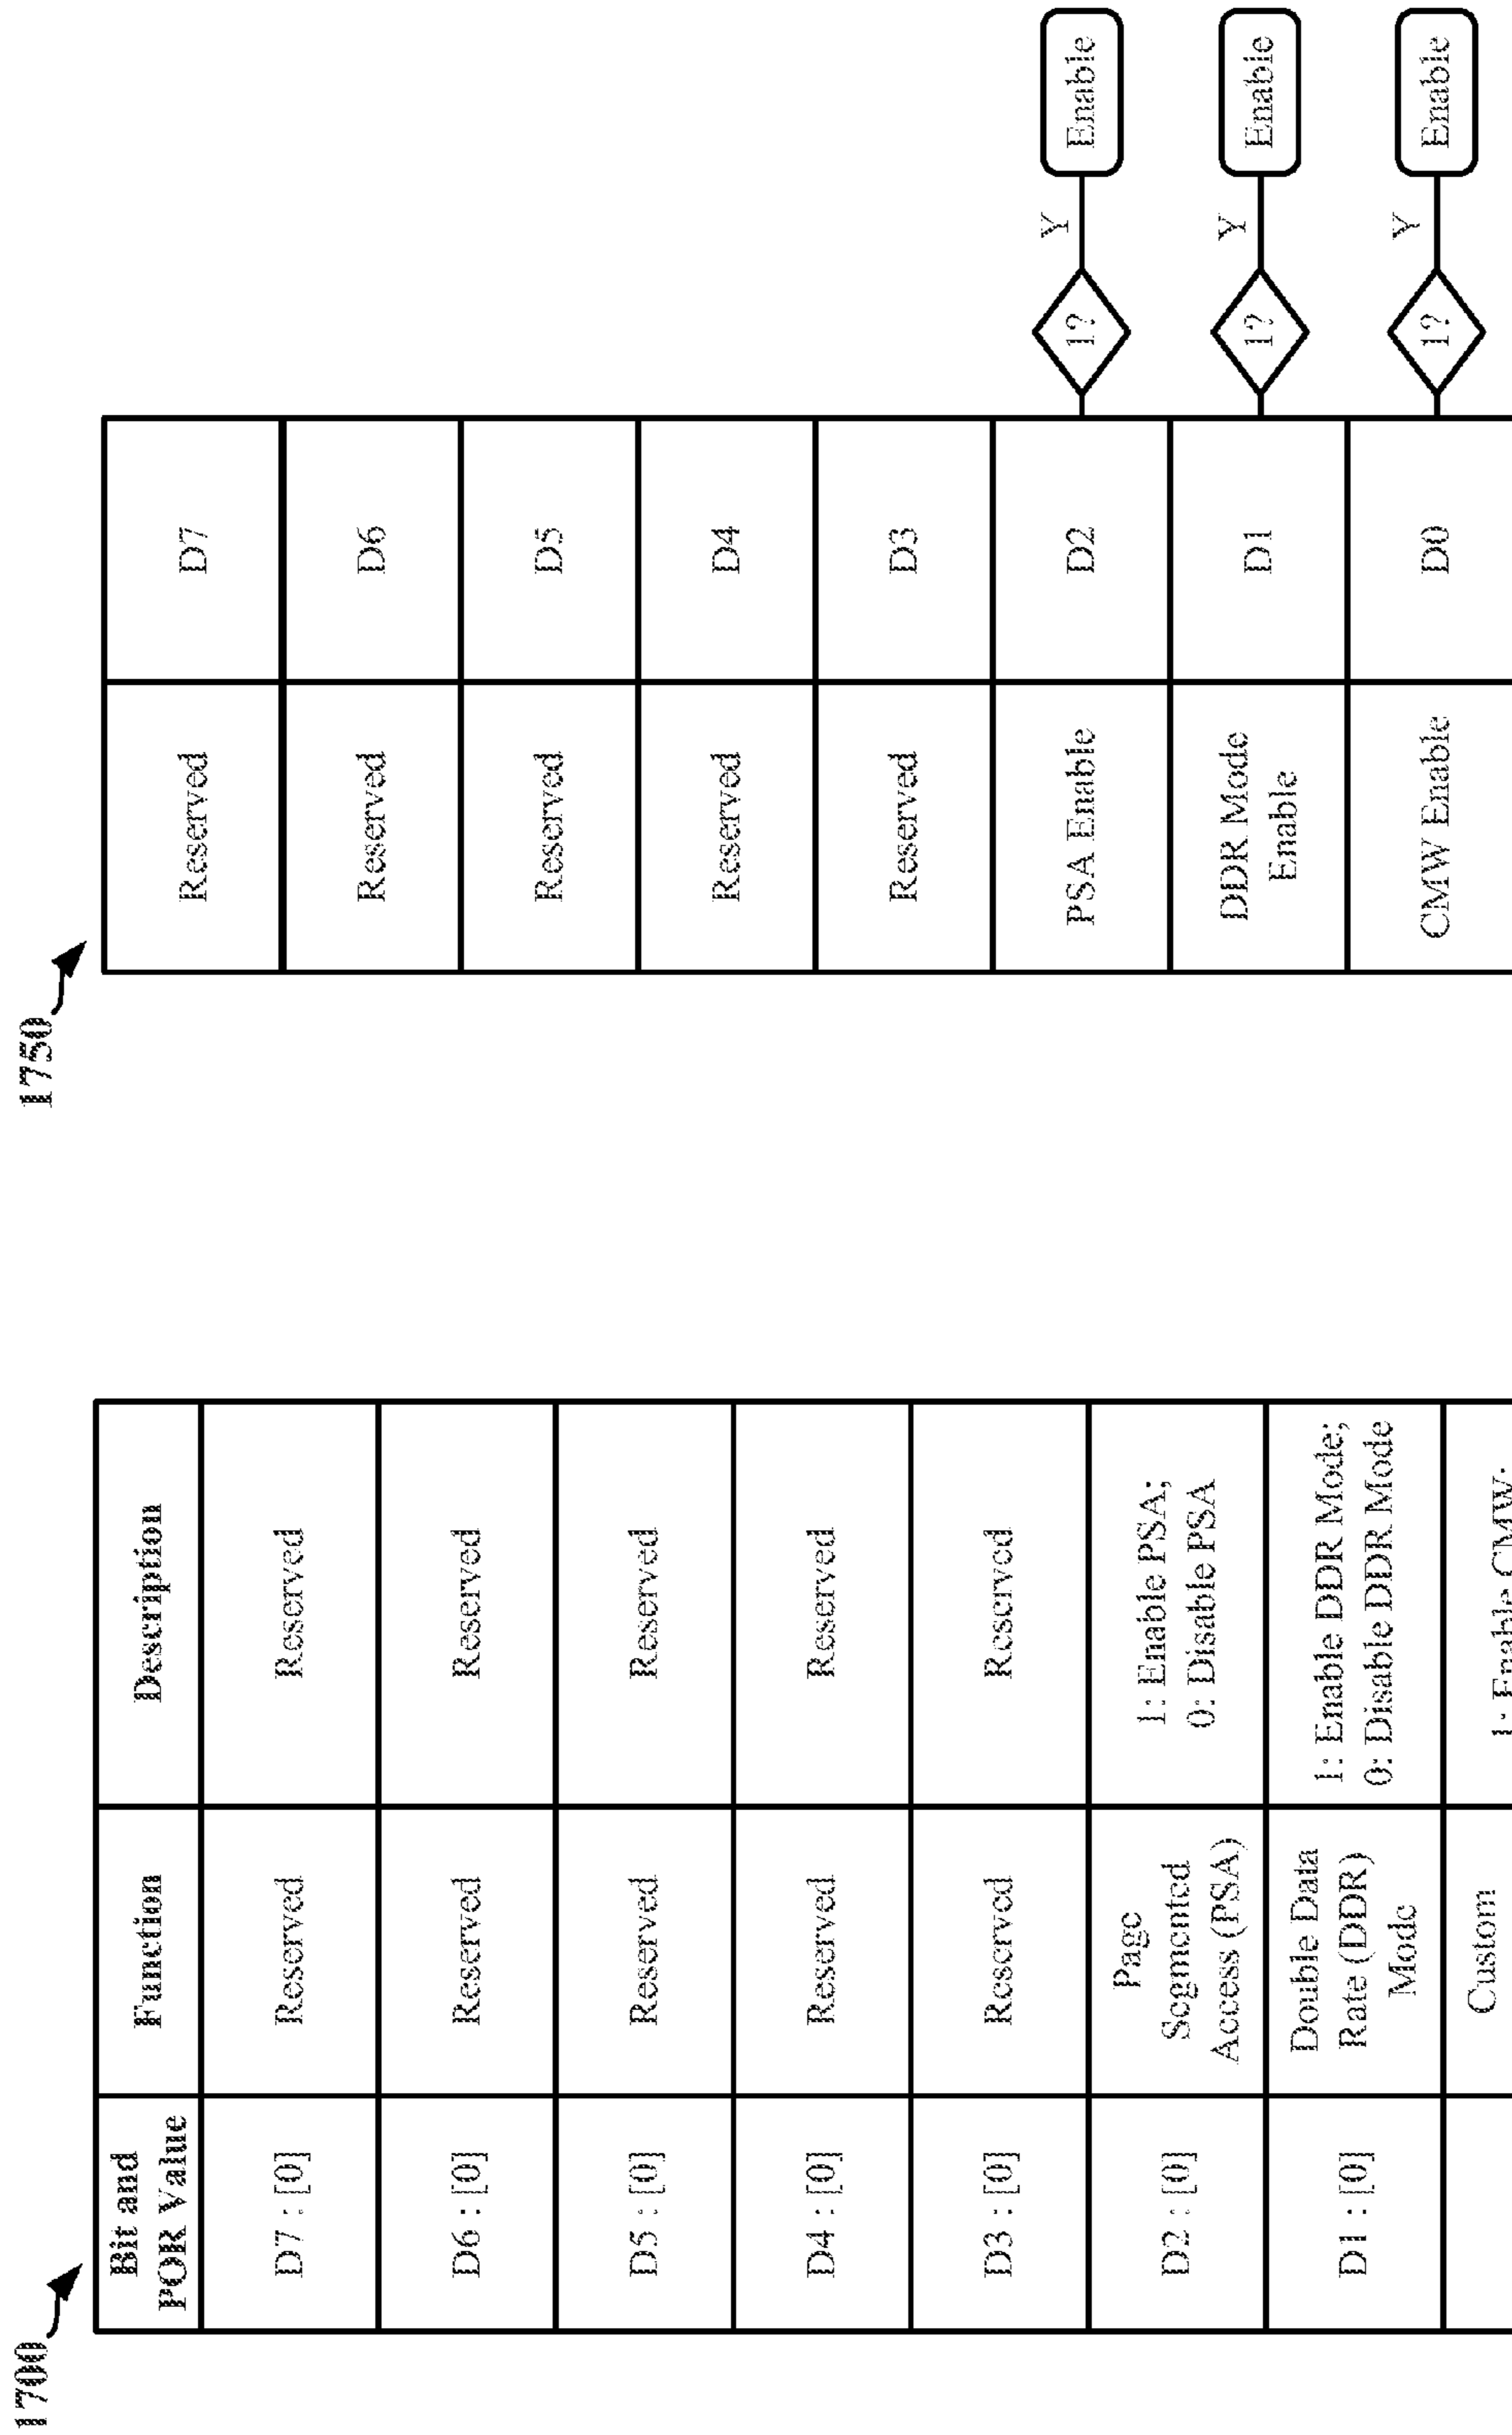 1700
Bit and
POR Value
Function
Description
D7 : [0]
Reserved
Reserved
D6 : [0]
Reserved
Reserved
D5 : [0]
Reserved
Reserved
D4 : [0]
Reserved
Reserved
D3 : [0]
Reserved
Reserved
D2 : [0]
Page
Segmented
Access (PSA)
1: Enable PSA;
0: Disable PSA
D1 : [0]
Double Data
Rate (DDR)
Mode
1: Enable DDR Mode;
0: Disable DDR Mode
Custom
1: Enable CMW;
1750
Reserved
D7
Reserved
D6
Reserved
D5
Reserved
D4
Reserved
D3
PSA Enable
D2
1?
Y
Enable
DDR Mode
Enable
D1
1?
Y
Enable
CMW Enable
D0
1?
Y
Enable